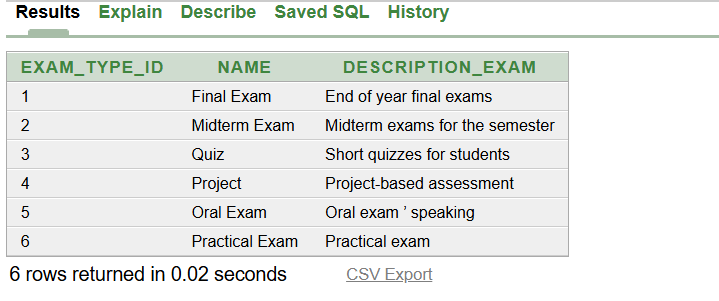 Results Explain Describe Saved SQL History
EXAM_TYPE_ID NAME DESCRIPTION_EXAM
1 Final Exam End of year final exams
2 Midterm Exam Midterm exams for the semester
3 Quiz Short quizzes for students
4 Project Project-based assessment
5 Oral Exam Oral exam ’ speaking
6 Practical Exam Practical exam
6 rows returned in 0.02 seconds CSV Export